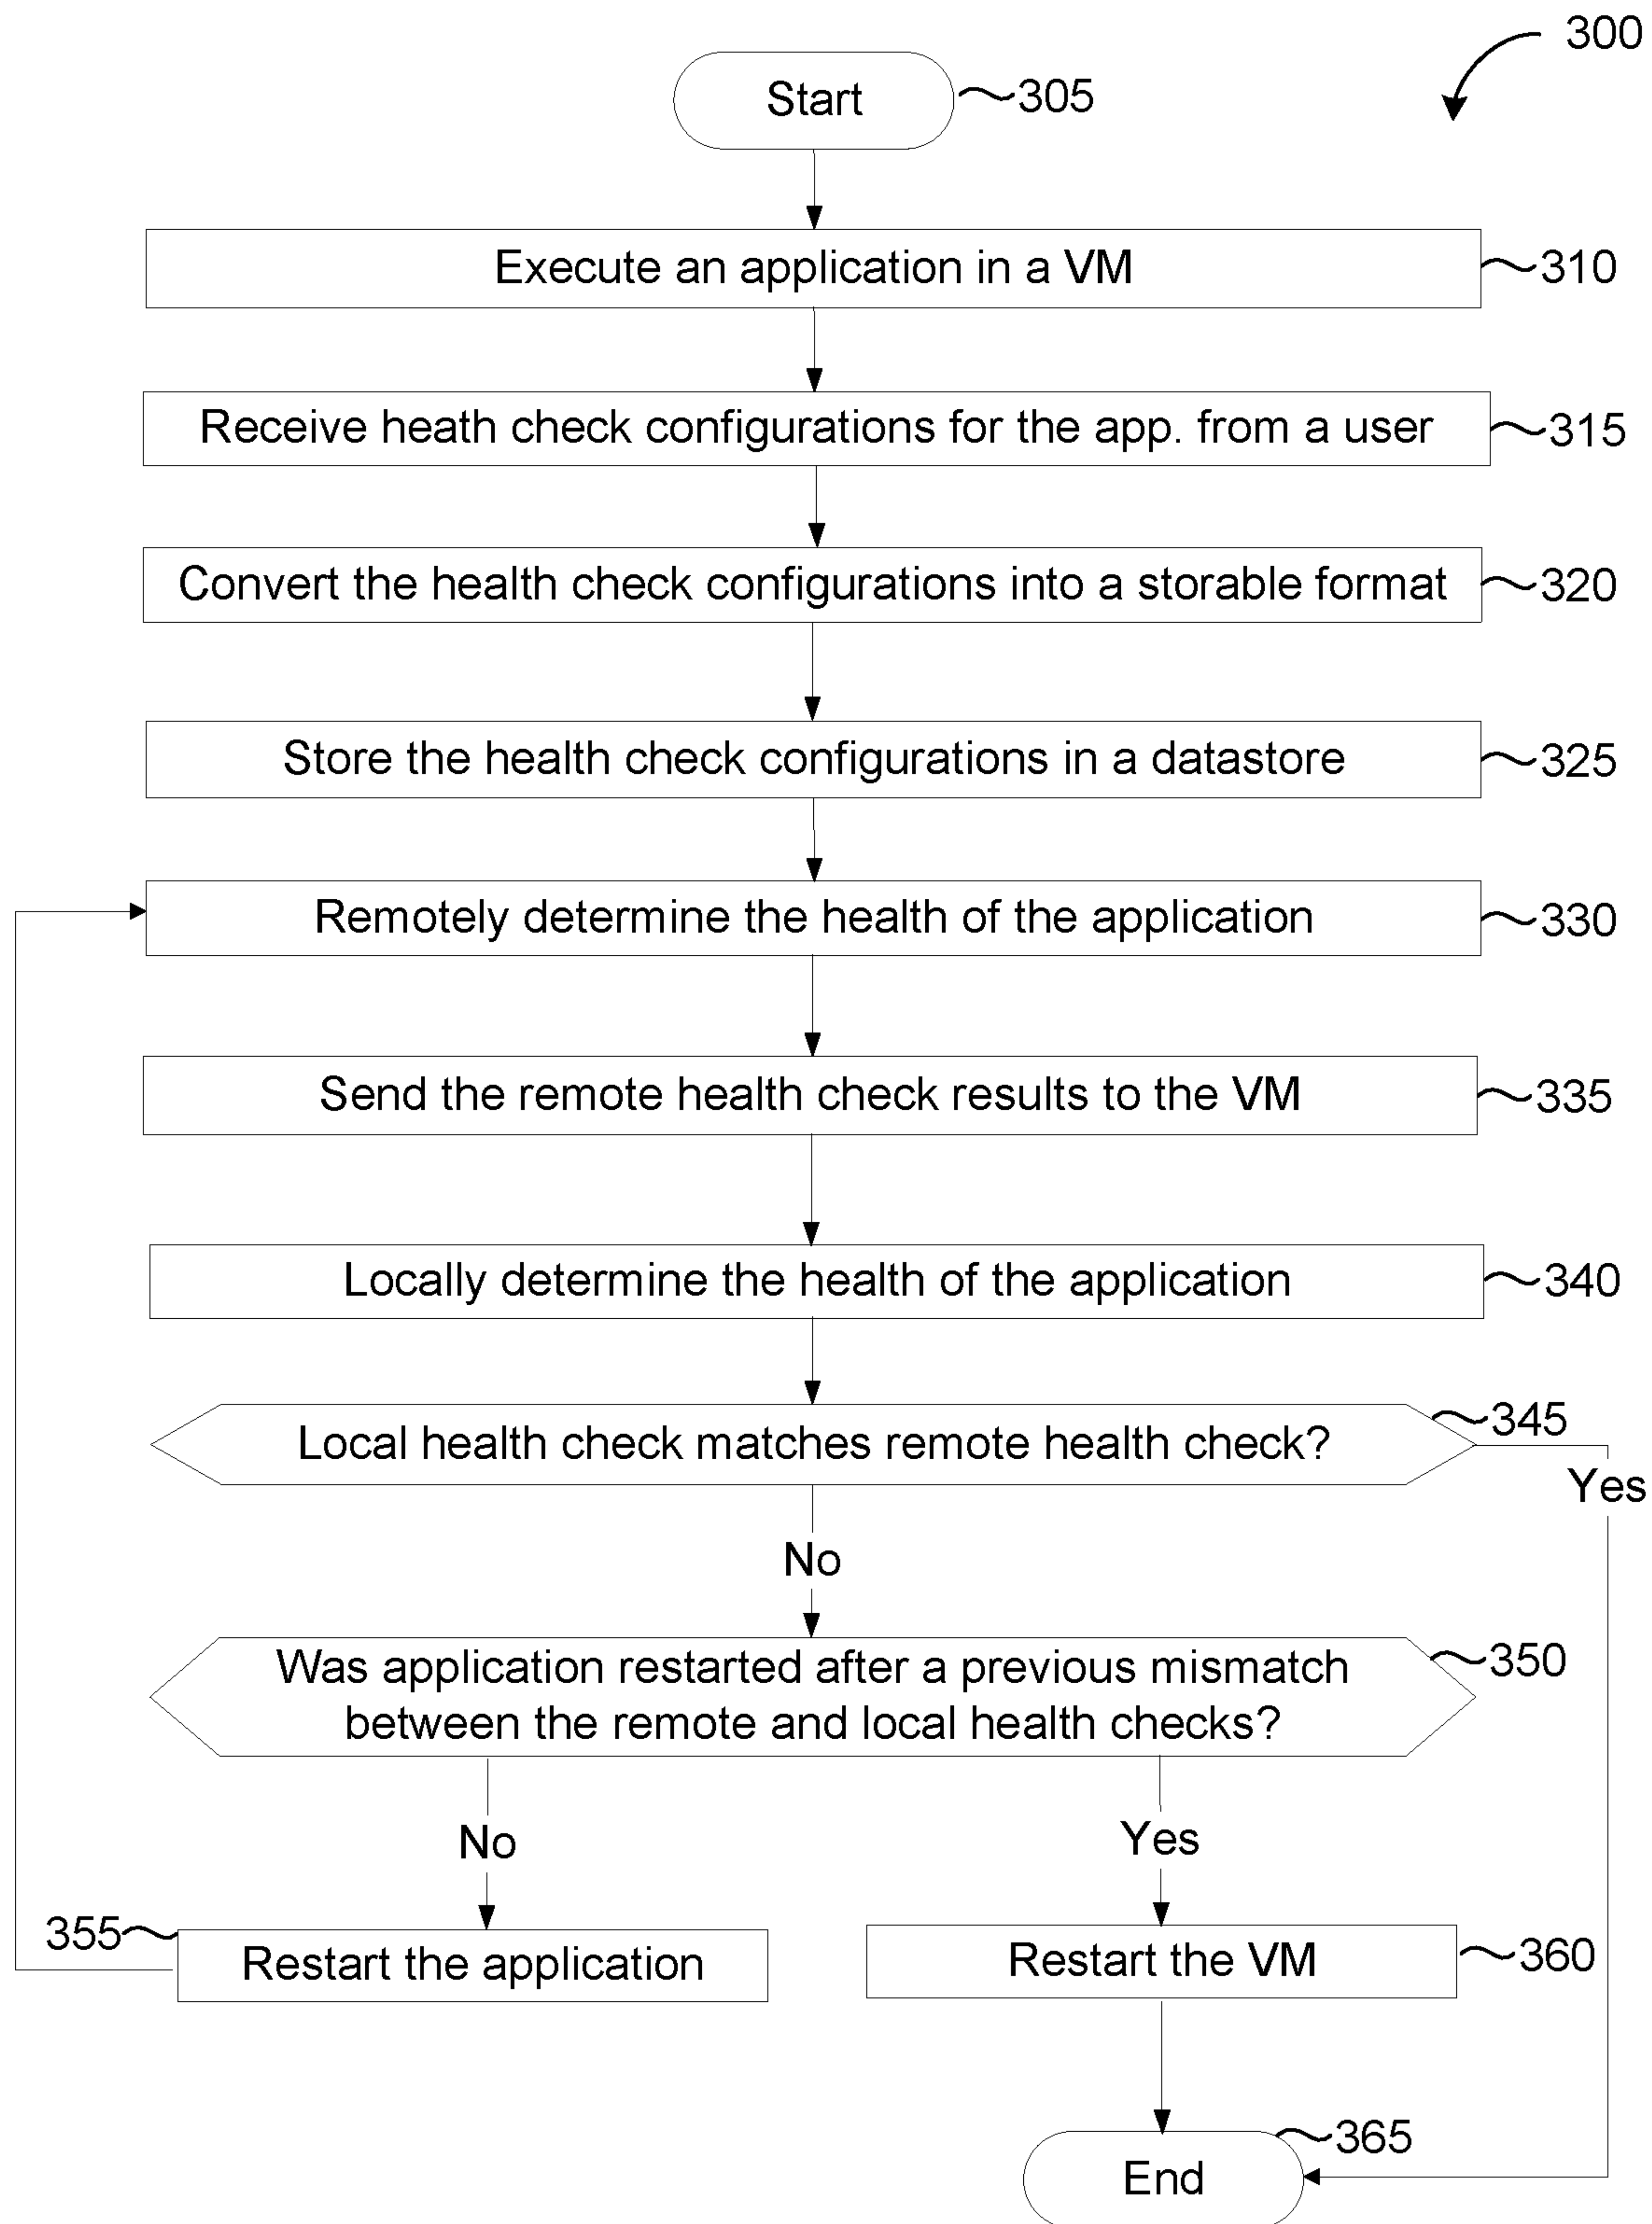 300
Start
305
Execute an application in a VM
310
Receive heath check configurations for the app. from a user
315
Convert the health check configurations into a storable format
320
Store the health check configurations in a datastore
325
Remotely determine the health of the application
330
Send the remote health check results to the VM
335
Locally determine the health of the application
340
Local health check matches remote health check?
345
Yes
No
Was application restarted after a previous mismatch
between the remote and local health checks?
350
No
Yes
355
Restart the application
Restart the VM
360
365
End